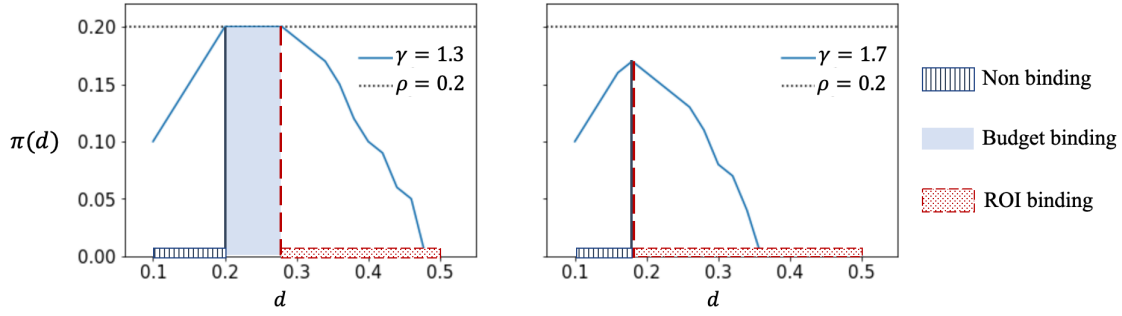 π(d)
0.20
0.15
0.10
0.05
0.00
γ = 1.3
ρ = 0.2
0.1 0.2 0.3 0.4 0.5
d
γ = 1.7
ρ = 0.2
0.1 0.2 0.3 0.4 0.5
d
Non binding
Budget binding
ROI binding